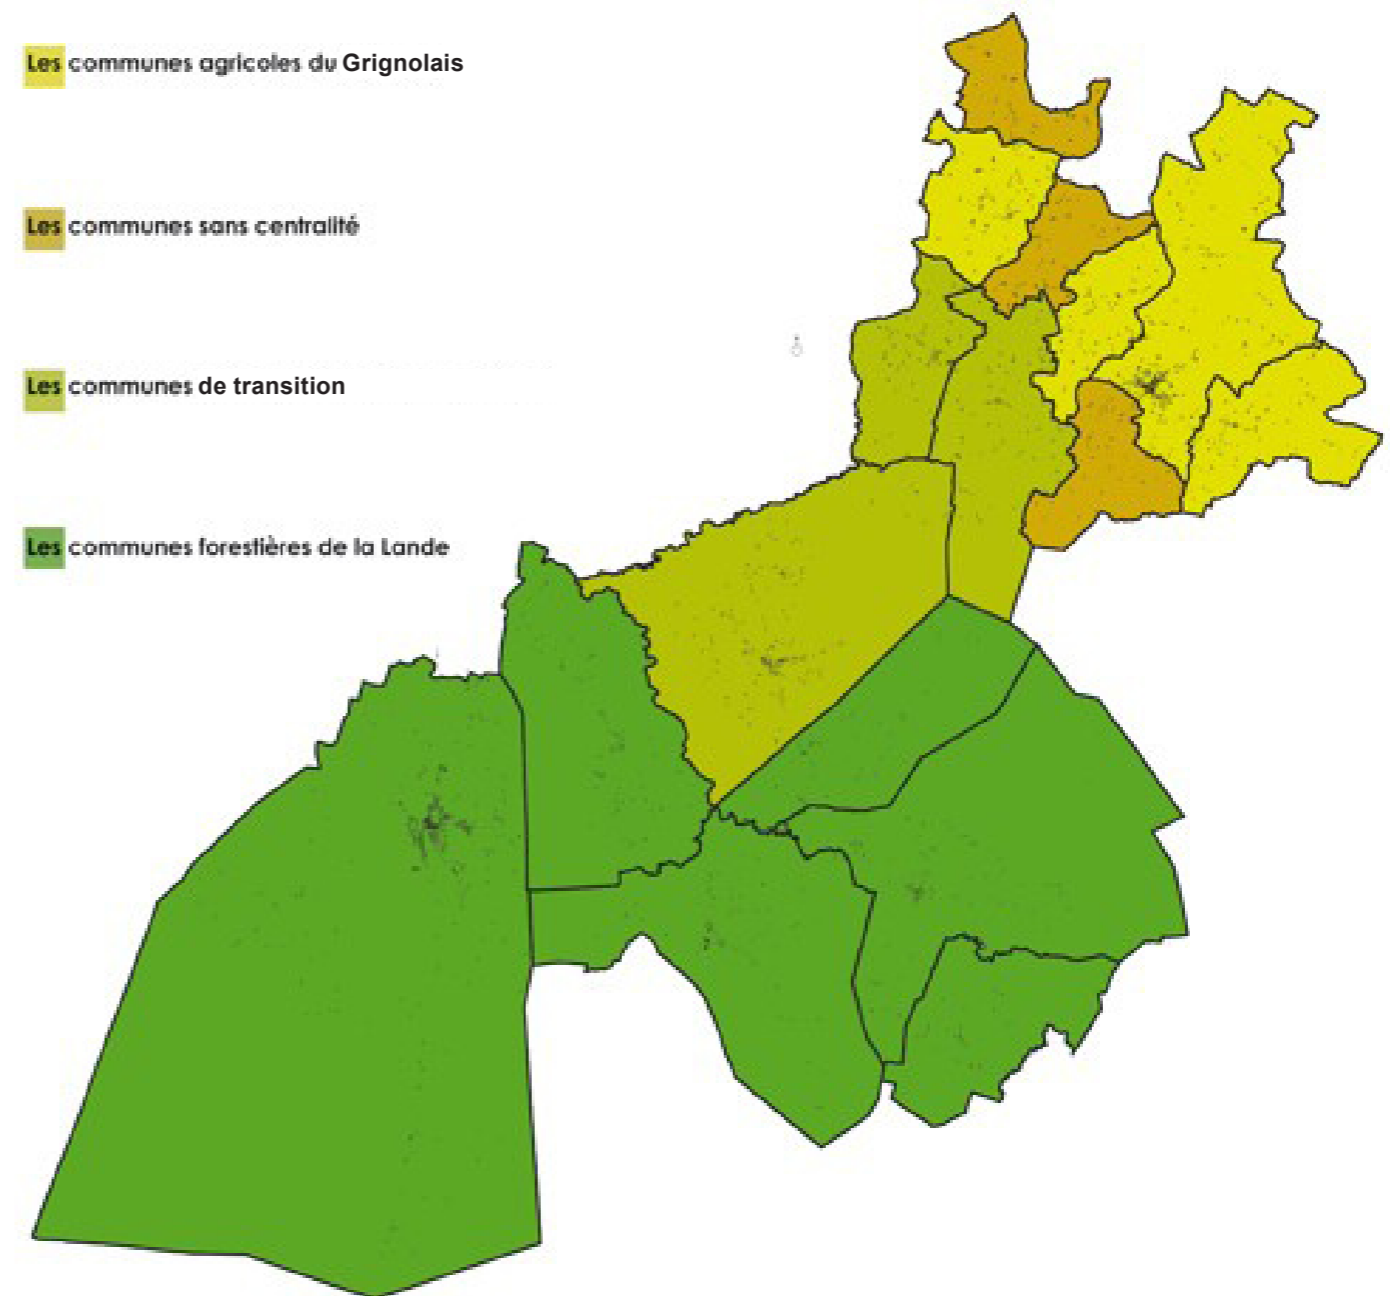 Les communes agricoles du Grignolais
Les communes sans centralité
Les communes de transition
Les communes forestières de la Lande